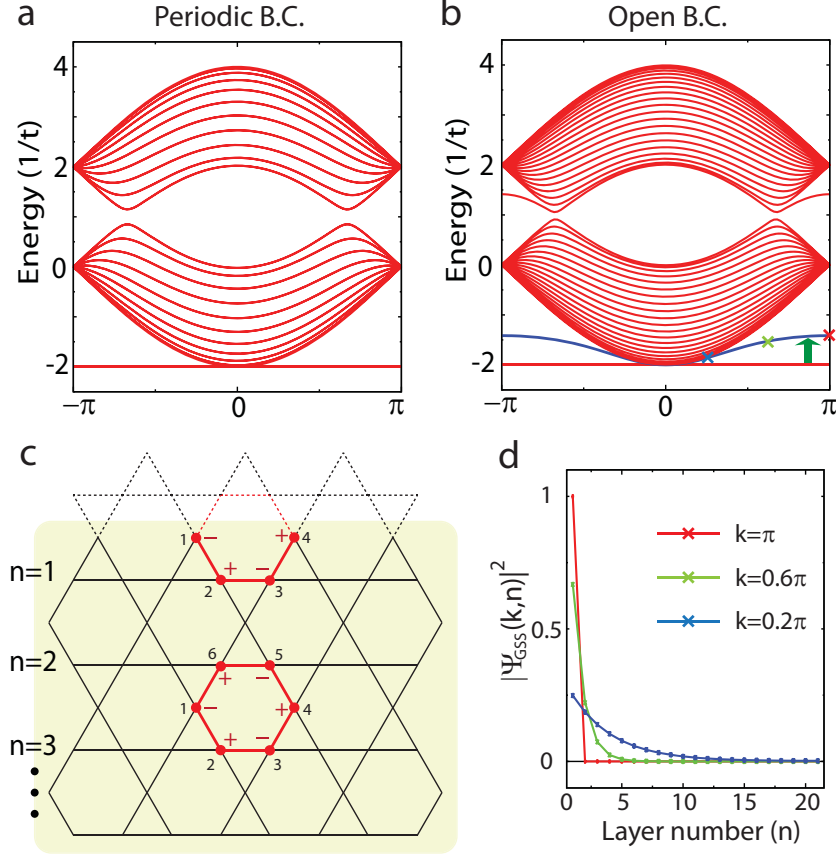 a Periodic B.C.
4
2
0
-2
Energy (1/t)
−π 0 π
b Open B.C.
4
2
0
-2
Energy (1/t)
−π 0 π
c
1 − + 4
n=1
+ −
2 3
n=2
6 5
+ −
1 − + 4
n=3
+ −
2 3
d
1
0.5
0
|Ψ_GSS(k,n)|²
k=π
k=0.6π
k=0.2π
0 5 10 15 20
Layer number (n)